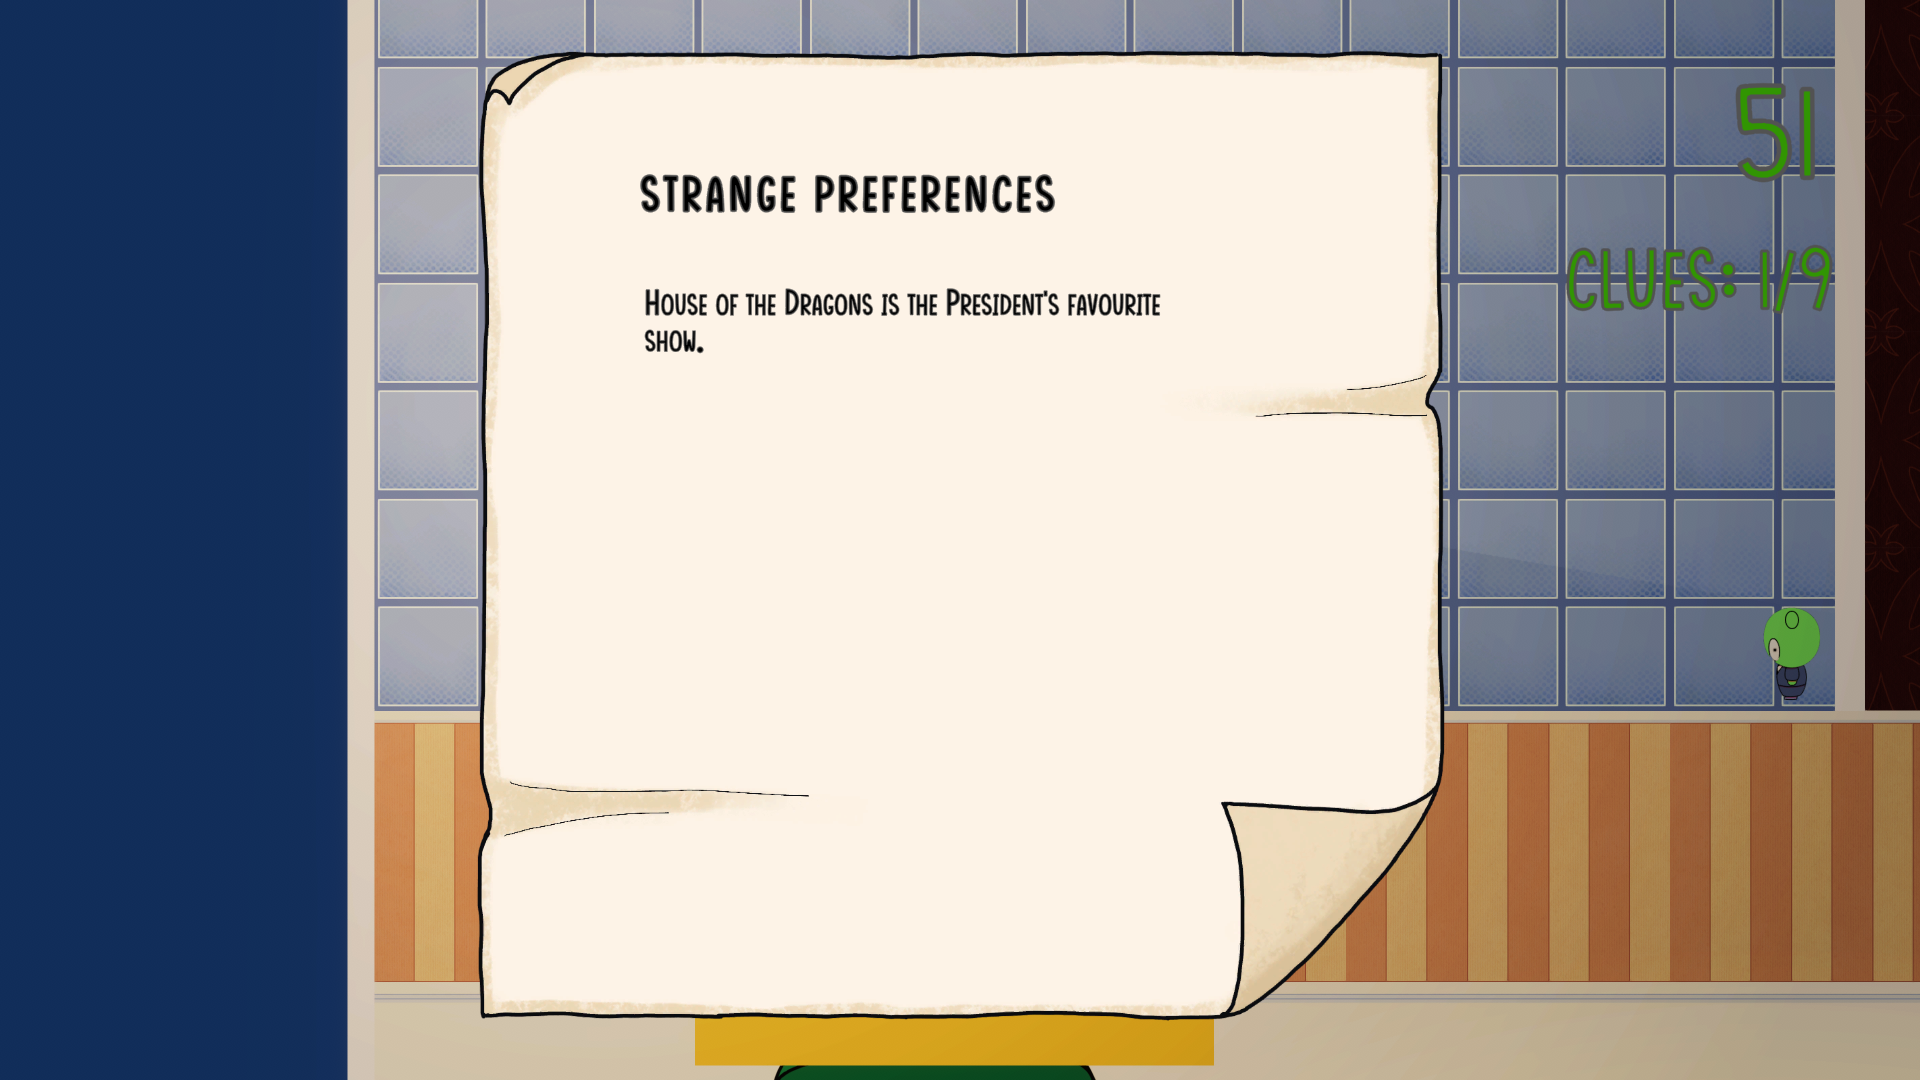 STRANGE PREFERENCES
House of the Dragons is the President's favourite
show.
51
CLUES: 1/9